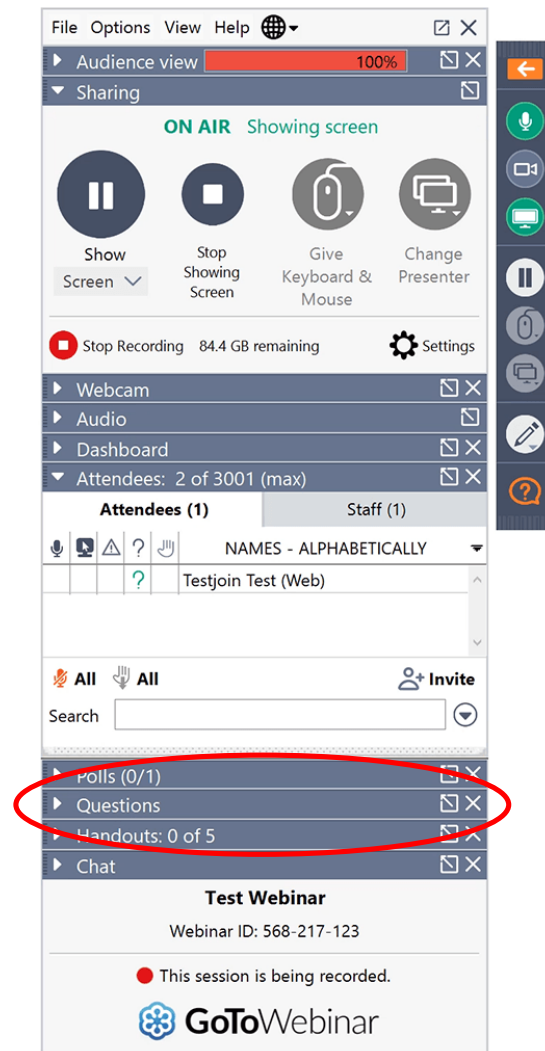 File Options View Help
Audience view 100%
Sharing
ON AIR Showing screen
Show
Screen
Stop
Showing
Screen
Give
Keyboard &
Mouse
Change
Presenter
Stop Recording 84.4 GB remaining Settings
Webcam
Audio
Dashboard
Attendees: 2 of 3001 (max)
Attendees (1) Staff (1)
NAMES - ALPHABETICALLY
Testjoin Test (Web)
All All Invite
Search
Polls (0/1)
Questions
Handouts: 0 of 5
Chat
Test Webinar
Webinar ID: 568-217-123
This session is being recorded.
GoToWebinar